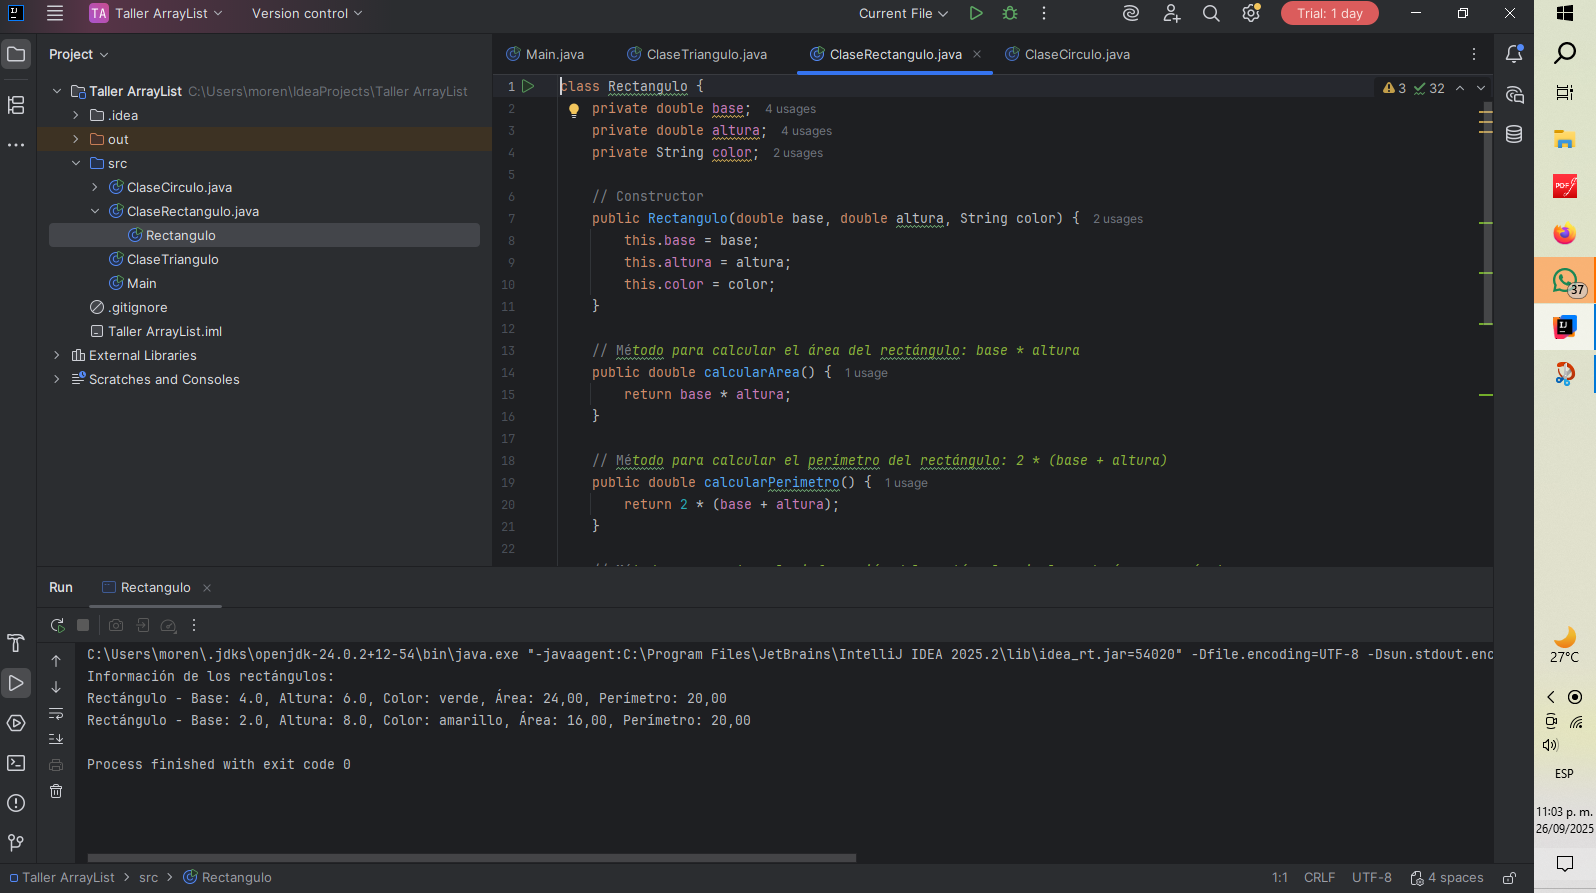 TA Taller ArrayList Version control Current File Trial: 1 day
Project
Main.java ClaseTriangulo.java ClaseRectangulo.java ClaseCirculo.java
Taller ArrayList C:\Users\moren\IdeaProjects\Taller ArrayList
.idea
out
src
ClaseCirculo.java
ClaseRectangulo.java
Rectangulo
ClaseTriangulo
Main
.gitignore
Taller ArrayList.iml
External Libraries
Scratches and Consoles
3 32
1 class Rectangulo {
2 private double base; 4 usages
3 private double altura; 4 usages
4 private String color; 2 usages
5
6 // Constructor
7 public Rectangulo(double base, double altura, String color) { 2 usages
8 this.base = base;
9 this.altura = altura;
10 this.color = color;
11 }
12
13 // Método para calcular el área del rectángulo: base * altura
14 public double calcularArea() { 1 usage
15 return base * altura;
16 }
17
18 // Método para calcular el perímetro del rectángulo: 2 * (base + altura)
19 public double calcularPerimetro() { 1 usage
20 return 2 * (base + altura);
21 }
22
Run Rectangulo
C:\Users\moren\.jdks\openjdk-24.0.2+12-54\bin\java.exe "-javaagent:C:\Program Files\JetBrains\IntelliJ IDEA 2025.2\lib\idea_rt.jar=54020" -Dfile.encoding=UTF-8 -Dsun.stdout.enc
Información de los rectángulos:
Rectángulo - Base: 4.0, Altura: 6.0, Color: verde, Área: 24,00, Perímetro: 20,00
Rectángulo - Base: 2.0, Altura: 8.0, Color: amarillo, Área: 16,00, Perímetro: 20,00
Process finished with exit code 0
Taller ArrayList > src > Rectangulo
1:1 CRLF UTF-8 4 spaces
PDF
37
27°C
ESP
11:03 p. m.
26/09/2025